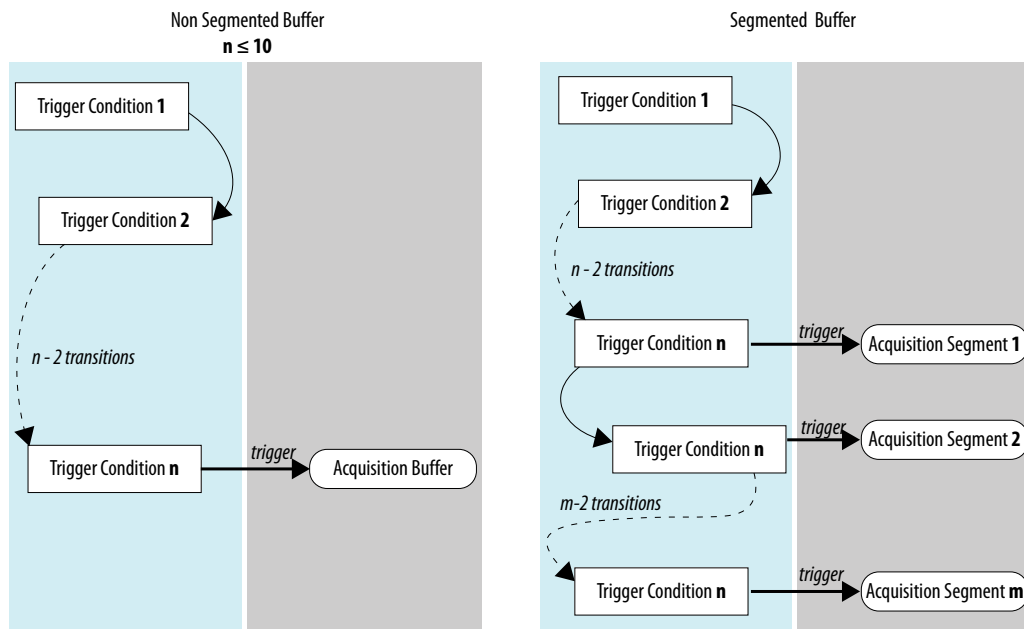 Non Segmented Buffer
n ≤ 10
Trigger Condition 1
Trigger Condition 2
n - 2 transitions
Trigger Condition n
trigger
Acquisition Buffer
Segmented Buffer
Trigger Condition 1
Trigger Condition 2
n - 2 transitions
Trigger Condition n
trigger
Acquisition Segment 1
Trigger Condition n
trigger
Acquisition Segment 2
m-2 transitions
Trigger Condition n
trigger
Acquisition Segment m